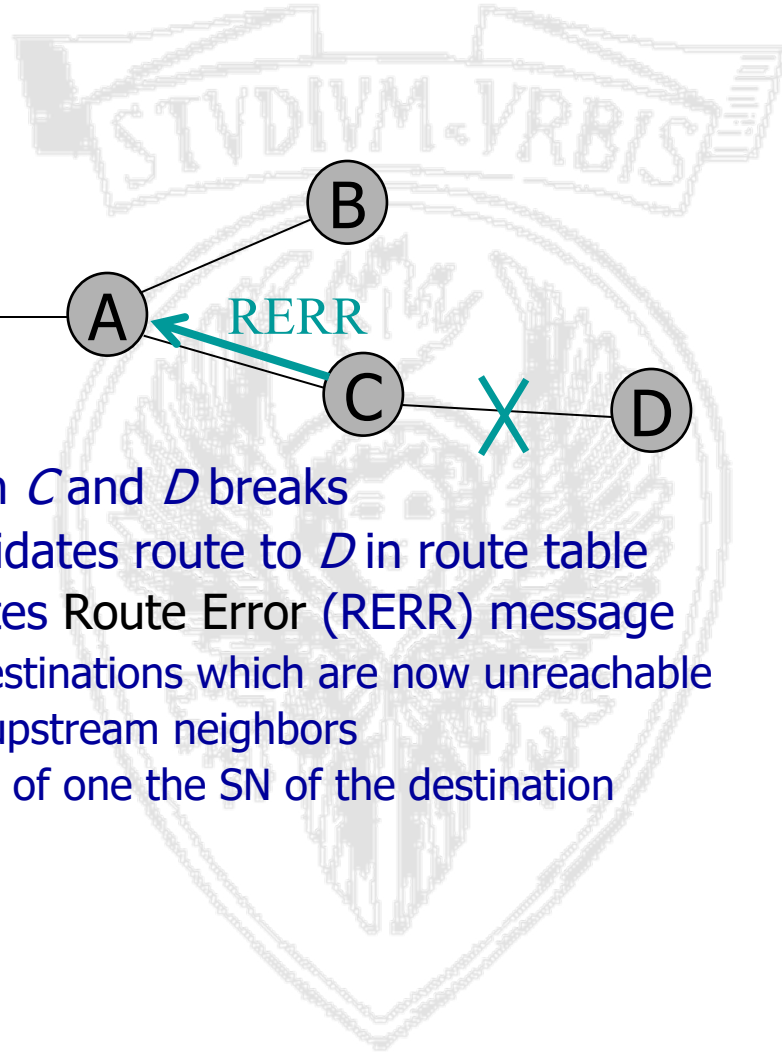 STVDIVM VRBIS
B
A
RERR
C
D
n C and D breaks
idates route to D in route table
tes Route Error (RERR) message
estinations which are now unreachable
upstream neighbors
of one the SN of the destination